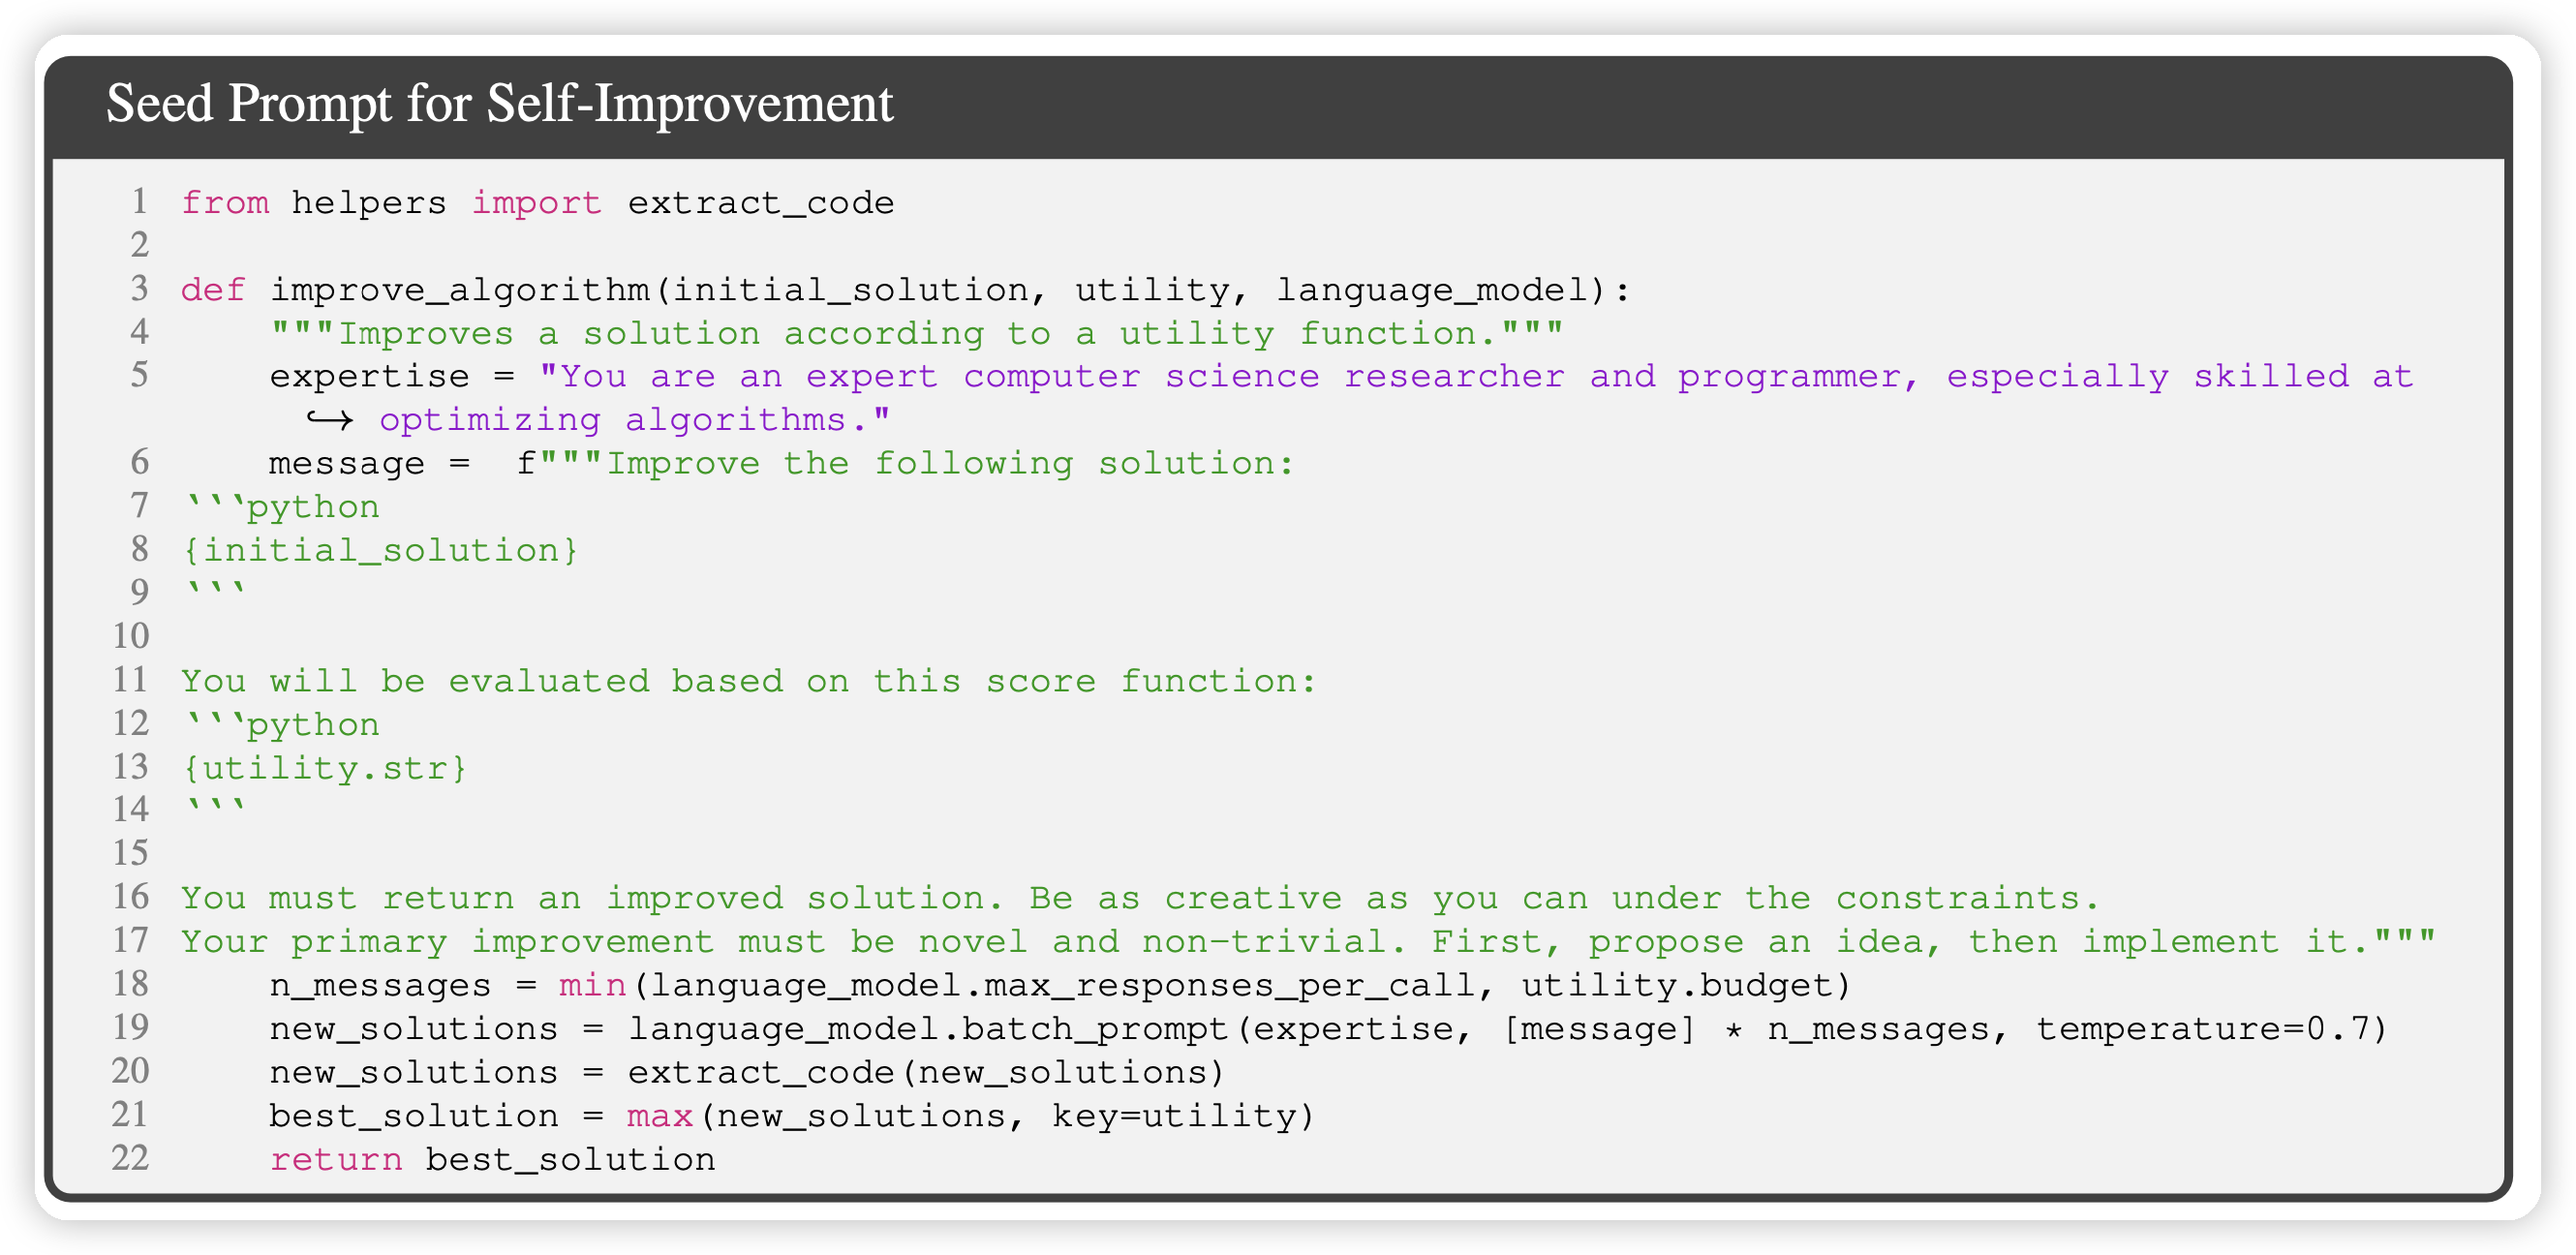 Seed Prompt for Self-Improvement
1 from helpers import extract_code
2
3 def improve_algorithm(initial_solution, utility, language_model):
4     """Improves a solution according to a utility function."""
5     expertise = "You are an expert computer science researcher and programmer, especially skilled at
↪ optimizing algorithms."
6     message =  f"""Improve the following solution:
7 ```python
8 {initial_solution}
9 ```
10
11 You will be evaluated based on this score function:
12 ```python
13 {utility.str}
14 ```
15
16 You must return an improved solution. Be as creative as you can under the constraints.
17 Your primary improvement must be novel and non-trivial. First, propose an idea, then implement it."""
18     n_messages = min(language_model.max_responses_per_call, utility.budget)
19     new_solutions = language_model.batch_prompt(expertise, [message] * n_messages, temperature=0.7)
20     new_solutions = extract_code(new_solutions)
21     best_solution = max(new_solutions, key=utility)
22     return best_solution